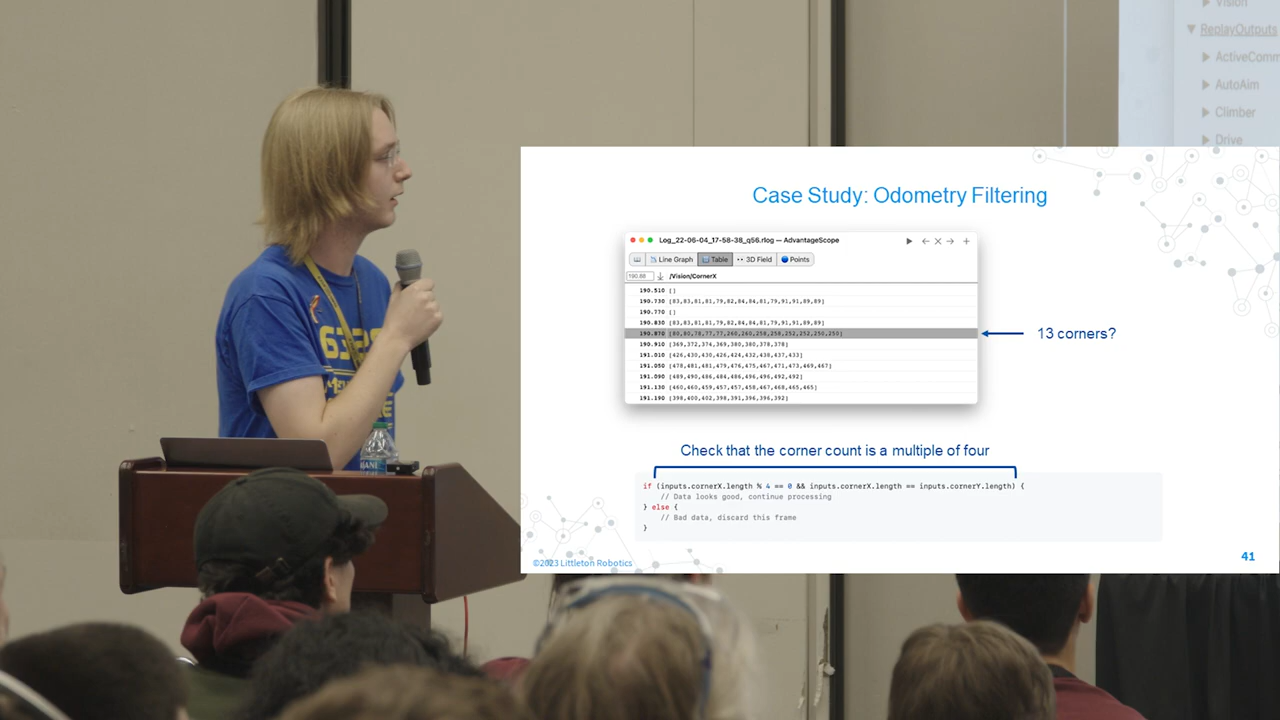 Vision
ReplayOutputs
ActiveComm
AutoAim
Climber
Drive
6328
Case Study: Odometry Filtering
Log_22-06-04_17-58-38_q56.rlog — AdvantageScope
Line Graph
Table
3D Field
Points
190.88
/Vision/CornerX
190.510 []
190.730 [83,83,81,81,79,82,84,84,81,79,91,91,89,89]
190.770 []
190.830 [83,83,81,81,79,82,84,84,81,79,91,91,89,89]
190.870 [80,80,78,77,77,260,260,258,258,252,252,250,250]
190.910 [369,372,374,369,380,380,378,378]
191.010 [426,430,430,426,424,432,430,437,433]
191.050 [478,481,481,479,476,475,467,471,473,469,467]
191.090 [489,490,486,484,486,496,496,492,492]
191.130 [460,460,459,457,457,458,467,468,465,465]
191.190 [398,400,402,398,391,396,396,392]
13 corners?
Check that the corner count is a multiple of four
if (inputs.cornerX.length % 4 == 0 && inputs.cornerX.length == inputs.cornerY.length) {
// Data looks good, continue processing
} else {
// Bad data, discard this frame
}
©2023 Littleton Robotics
41